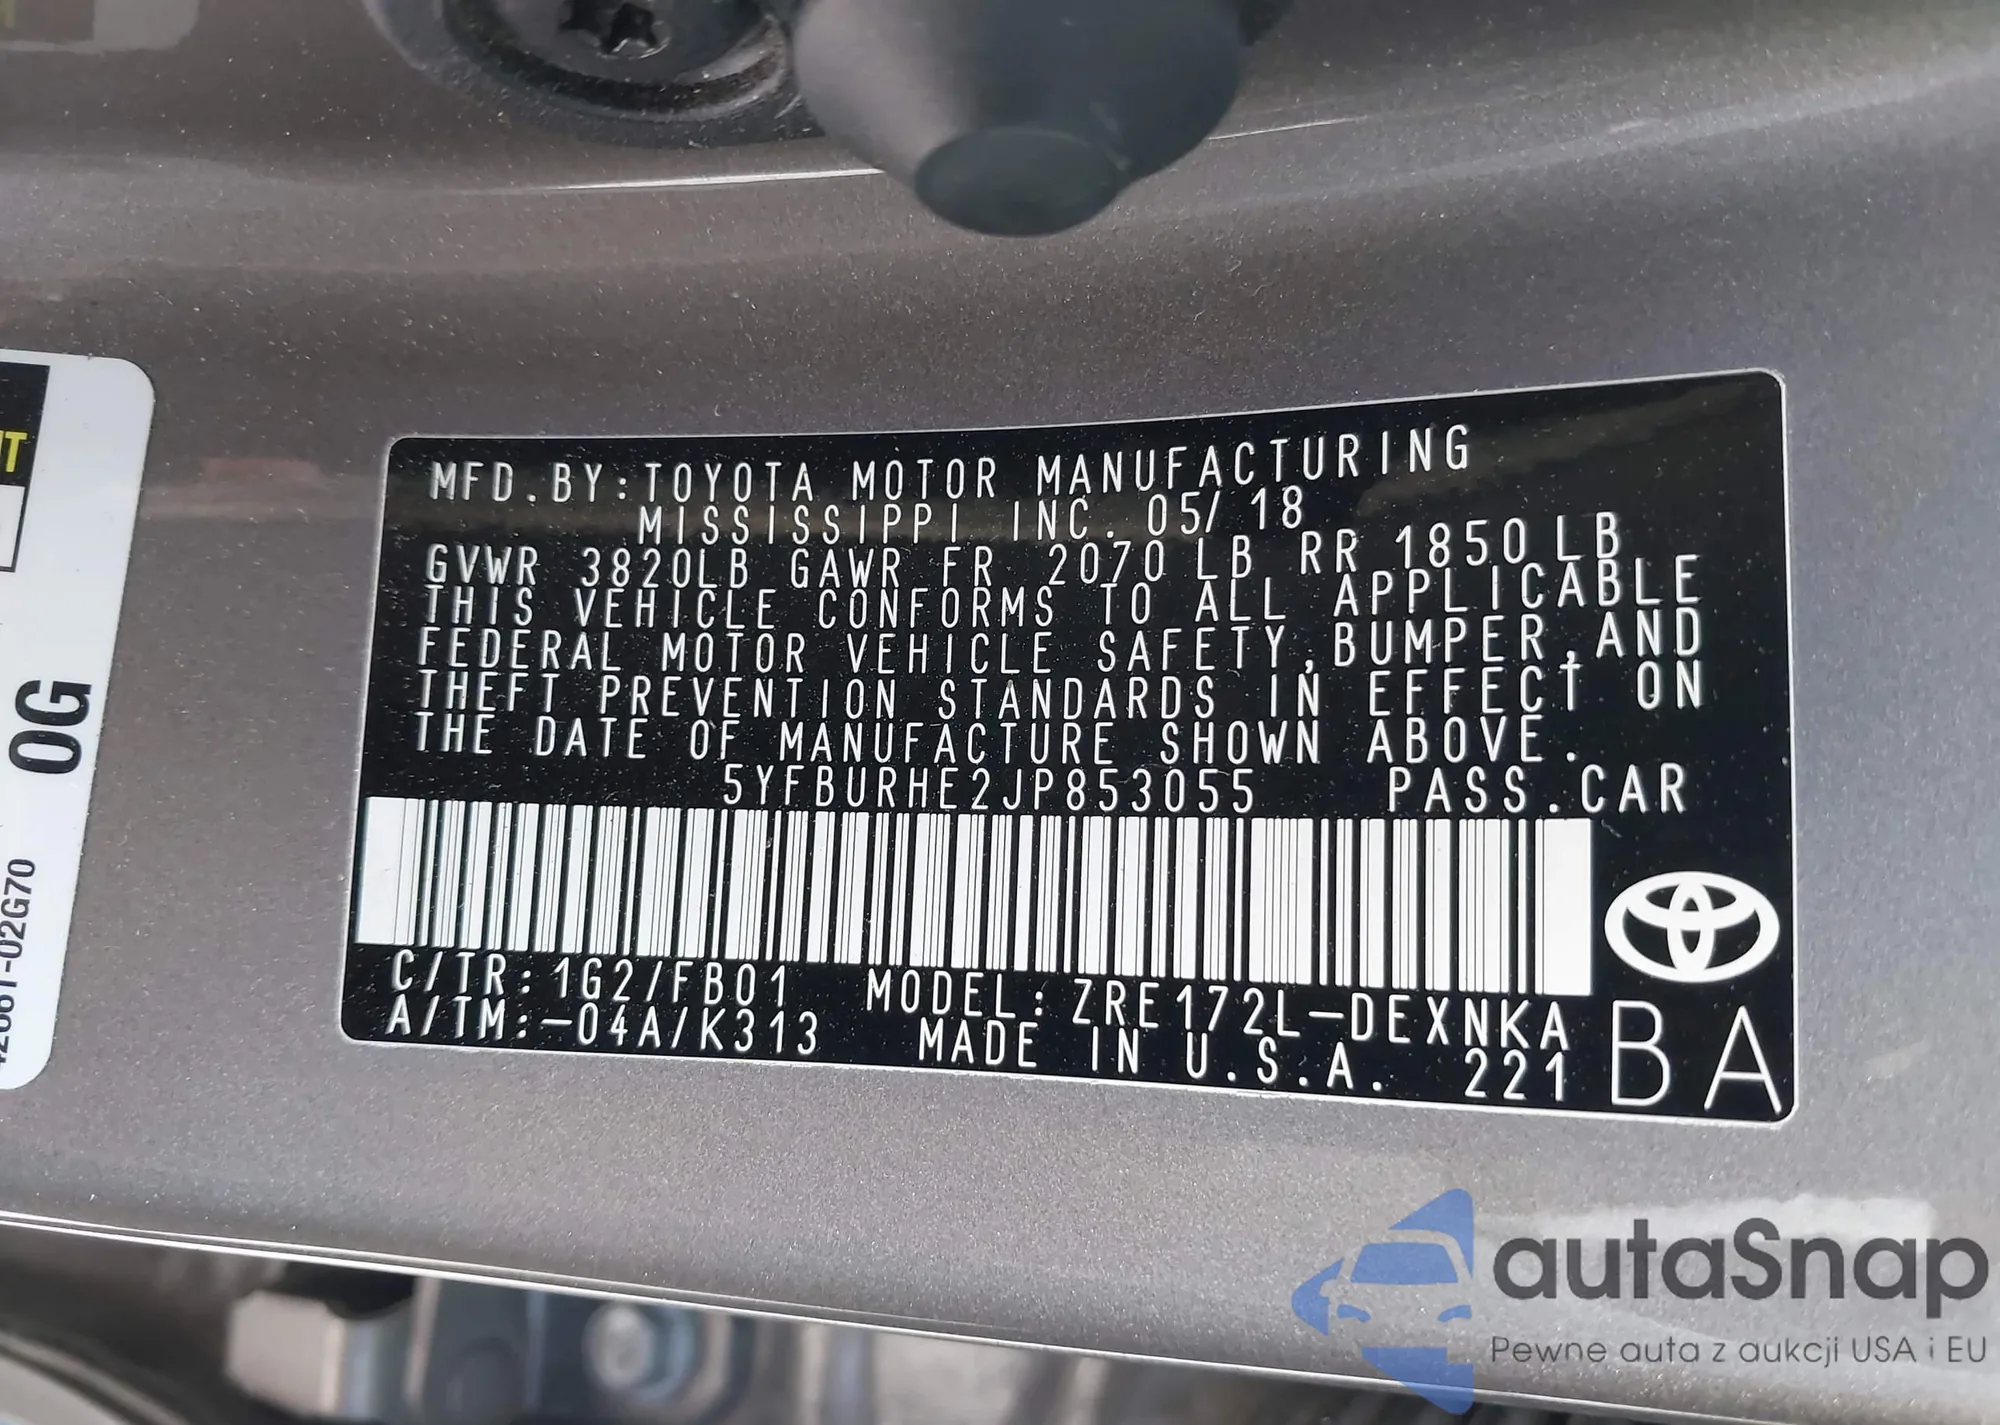 MFD.BY:TOYOTA MOTOR MANUFACTURING
MISSISSIPPI INC. 05/18
GVWR 3820LB GAWR FR 2070 LB RR 1850LB
THIS VEHICLE CONFORMS TO ALL APPLICABLE
FEDERAL MOTOR VEHICLE SAFETY,BUMPER,AND
THEFT PREVENTION STANDARDS IN EFFECT ON
THE DATE OF MANUFACTURE SHOWN ABOVE.
5YFBURHE2JP853055 PASS.CAR
C/TR:1G2/FB01 MODEL:ZRE172L-DEXNKA
A/TM:-04A/K313 MADE IN U.S.A. 221
BA
0G
autaSnap
Pewne auta z aukcji USA i EU